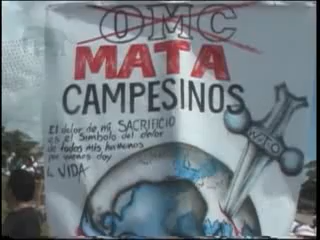 OMC
MATA
CAMPESINOS
El dolor de mi SACRIFICIO
es el Simbolo del dolor
de todos mis hermanos
por quienes doy
LA VIDA
WTO